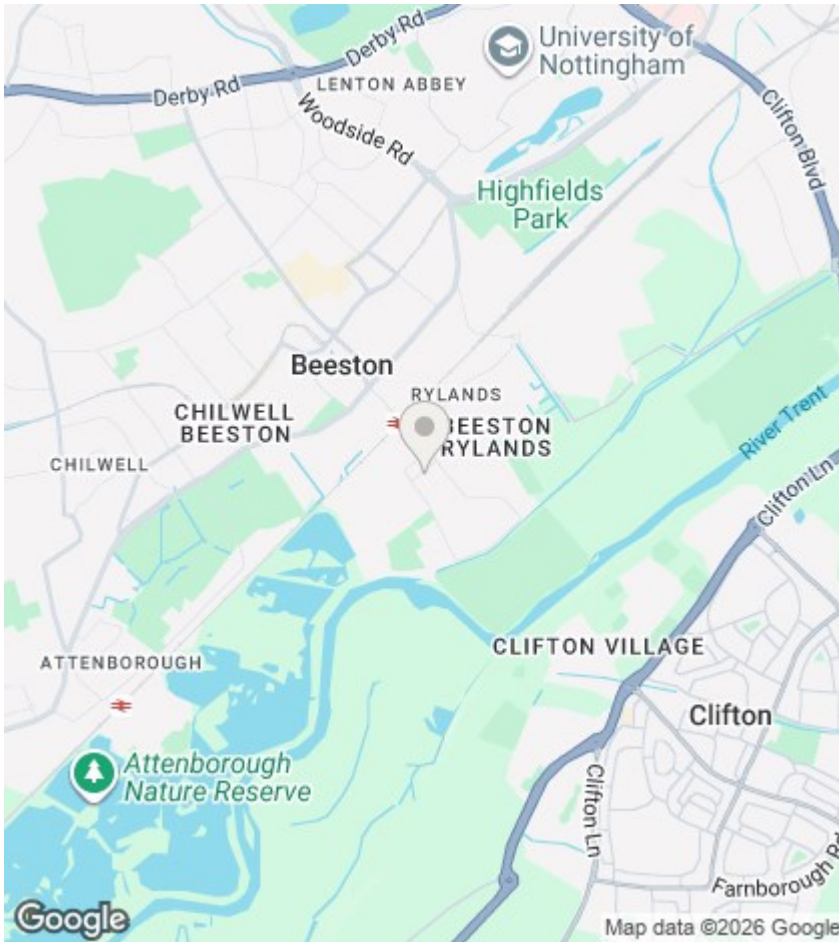 Derby Rd
University of
Nottingham
LENTON ABBEY
Derby Rd
Woodside Rd
Clifton Blvd
Highfields
Park
Beeston
RYLANDS
CHILWELL
BEESTON
BEESTON
RYLANDS
River Trent
CHILWELL
Clifton Ln
CLIFTON VILLAGE
ATTENBOROUGH
Clifton
Attenborough
Nature Reserve
Clifton Ln
Farnborough Rd
Google
Map data ©2026 Google